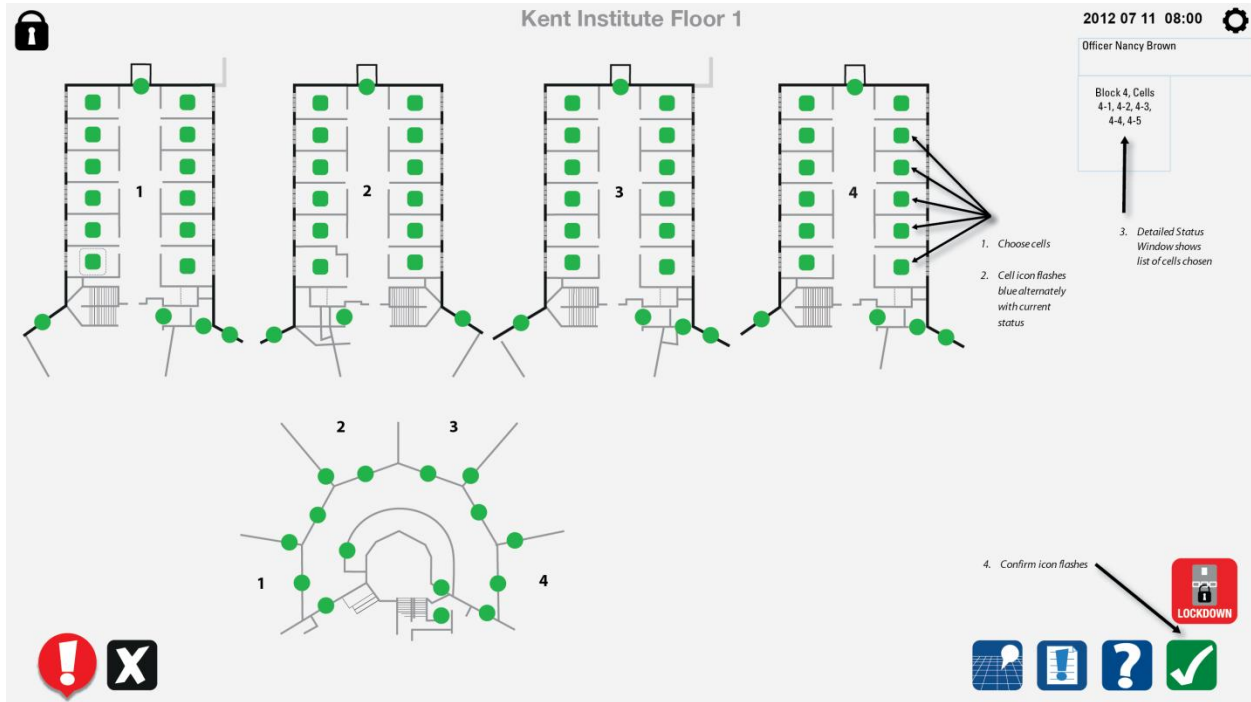 Kent Institute Floor 1
2012 07 11 08:00
Officer Nancy Brown
Block 4, Cells
4-1, 4-2, 4-3,
4-4, 4-5
1
2
3
4
1. Choose cells
2. Cell icon flashes
blue alternately
with current
status
3. Detailed Status
Window shows
list of cells chosen
2
3
1
4
4. Confirm icon flashes
LOCKDOWN
!
X
!
?